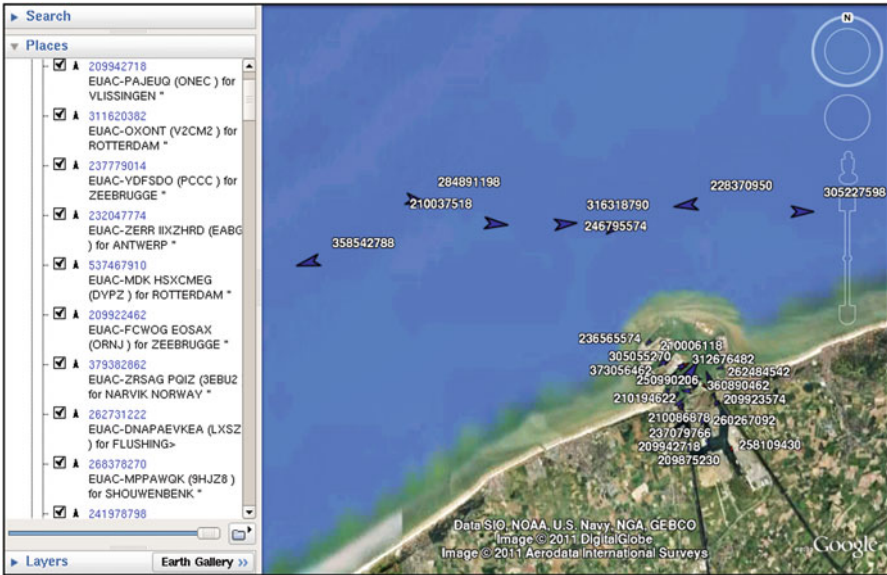 Search
Places
209942718
EUAC-PAJEUQ (ONEC ) for
VLISSINGEN "
311620382
EUAC-OXONT (V2CM2 ) for
ROTTERDAM "
237779014
EUAC-YDFSDO (PCCC ) for
ZEEBRUGGE "
232047774
EUAC-ZERR IIXZHRD (EABG
) for ANTWERP "
537467910
EUAC-MDK HSXCMEG
(DYPZ ) for ROTTERDAM "
209922462
EUAC-FCWOG EOSAX
(ORNJ ) for ZEEBRUGGE "
379382862
EUAC-ZRSAG PQIZ (3EBU2
) for NARVIK NORWAY "
262731222
EUAC-DNAPAEVKEA (LXSZ
) for FLUSHING>
268378270
EUAC-MPPAWQK (9HJZ8 )
for SHOUWENBENK "
241978798
Layers
Earth Gallery »
N
284891198
210037518
316318790
246795574
228370950
305227598
358542788
236565574
210006118
305055270
312676482
373056462
250990206
262484542
360890462
210194622
209923574
210086878
260267092
237079766
209942718
258109430
209875230
Data SIO, NOAA, U.S. Navy, NGA, GEBCO
Image © 2011 DigitalGlobe
Image © 2011 Aerodata International Surveys
Google